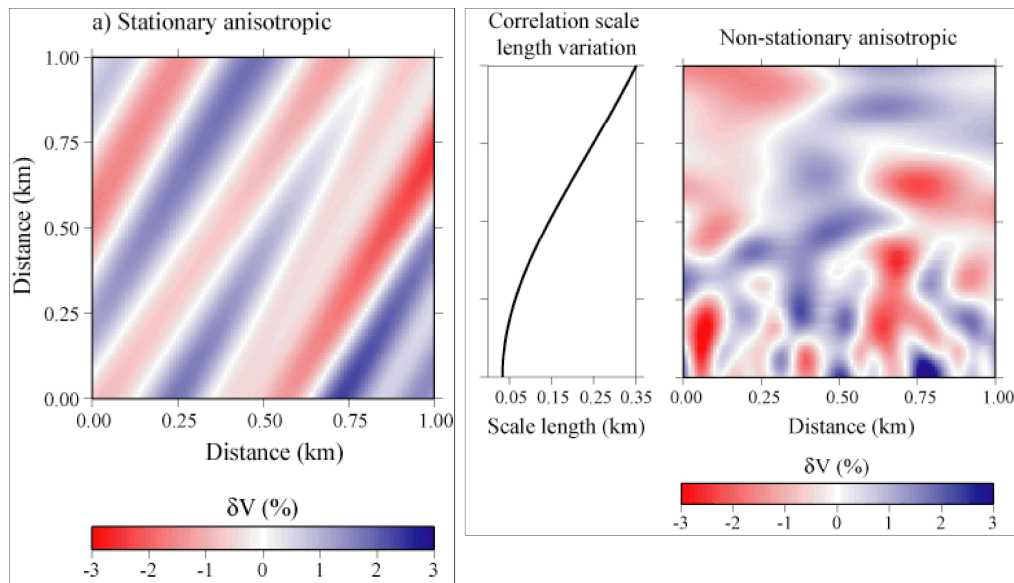 a) Stationary anisotropic
1.00
0.75
0.50
0.25
0.00
Distance (km)
0.00 0.25 0.50 0.75 1.00
Distance (km)
δV (%)
-3 -2 -1 0 1 2 3
Correlation scale
length variation
0.05 0.15 0.25 0.35
Scale length (km)
Non-stationary anisotropic
0.00 0.25 0.50 0.75 1.00
Distance (km)
δV (%)
-3 -2 -1 0 1 2 3